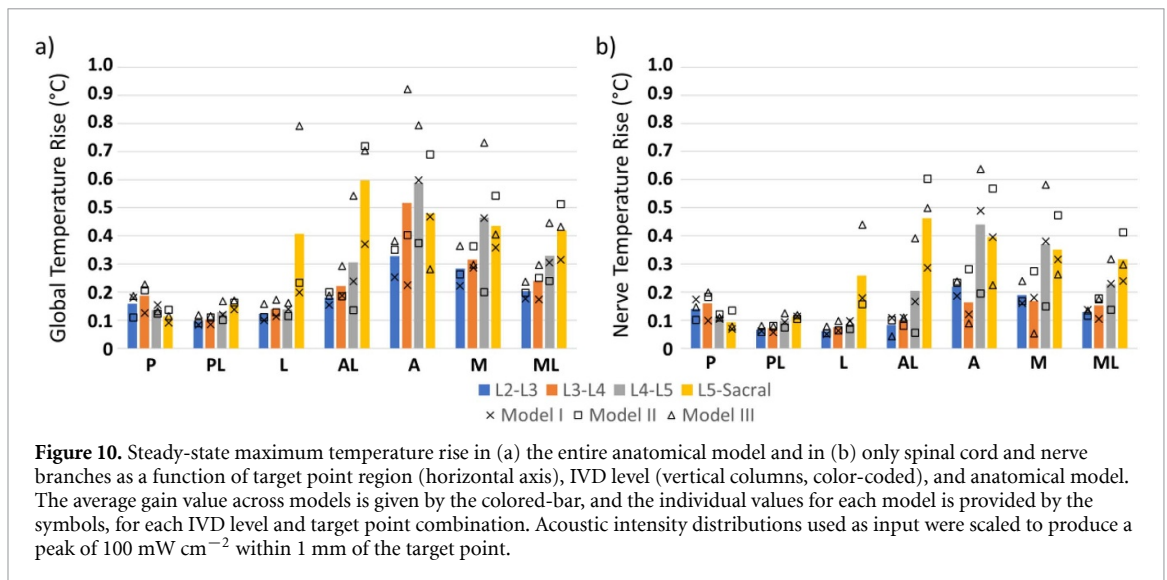 a)
Global Temperature Rise (°C)
1.0
0.9
0.8
0.7
0.6
0.5
0.4
0.3
0.2
0.1
0
P PL L AL A M ML
b)
Nerve Temperature Rise (°C)
1.0
0.9
0.8
0.7
0.6
0.5
0.4
0.3
0.2
0.1
0
P PL L AL A M ML
L2-L3 L3-L4 L4-L5 L5-Sacral
× Model I □ Model II △ Model III
Figure 10. Steady-state maximum temperature rise in (a) the entire anatomical model and in (b) only spinal cord and nerve
branches as a function of target point region (horizontal axis), IVD level (vertical columns, color-coded), and anatomical model.
The average gain value across models is given by the colored-bar, and the individual values for each model is provided by the
symbols, for each IVD level and target point combination. Acoustic intensity distributions used as input were scaled to produce a
peak of 100 mW cm⁻² within 1 mm of the target point.